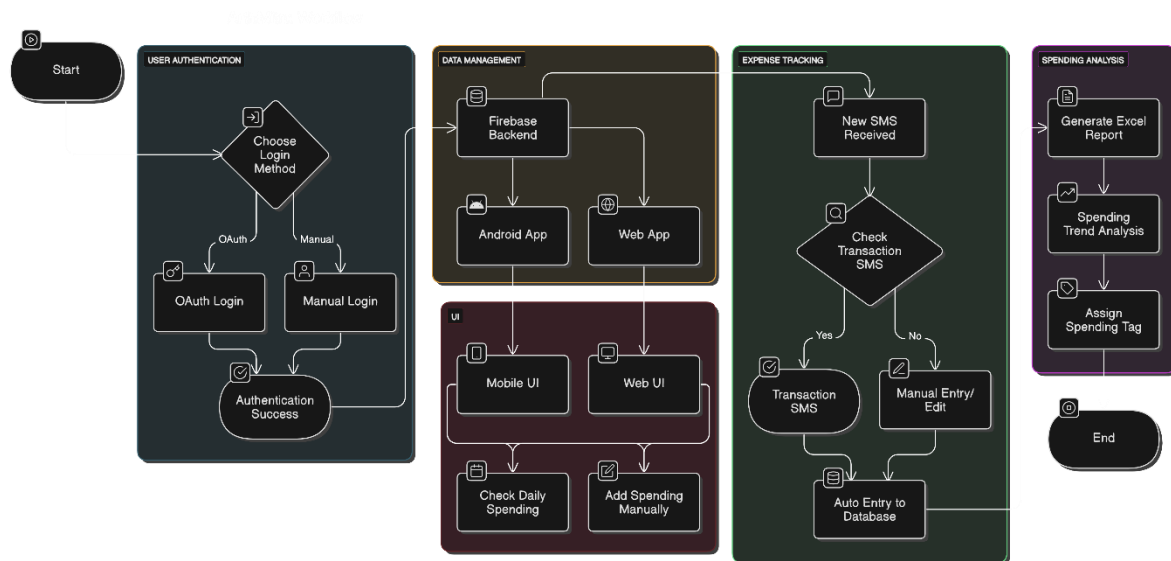 Start
USER AUTHENTICATION
Choose
Login
Method
OAuth
Manual
OAuth Login
Manual Login
Authentication
Success
DATA MANAGEMENT
Firebase
Backend
Android App
Web App
UI
Mobile UI
Web UI
Check Daily
Spending
Add Spending
Manually
EXPENSE TRACKING
New SMS
Received
Check
Transaction
SMS
Yes
No
Transaction
SMS
Manual Entry/
Edit
Auto Entry to
Database
SPENDING ANALYSIS
Generate Excel
Report
Spending
Trend Analysis
Assign
Spending Tag
End